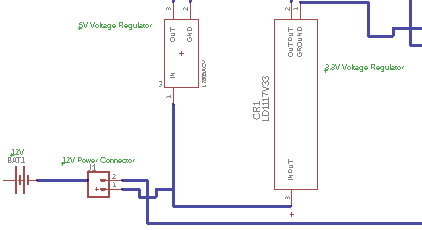 3
2
2
1
OUT
GND
OUTPUT
GROUND
5V Voltage Regulator
IN
1
3.3V Voltage Regulator
CR1
LD1117V33
INPUT
3
12V
BAT1
12V Power Connector
J1
2
1